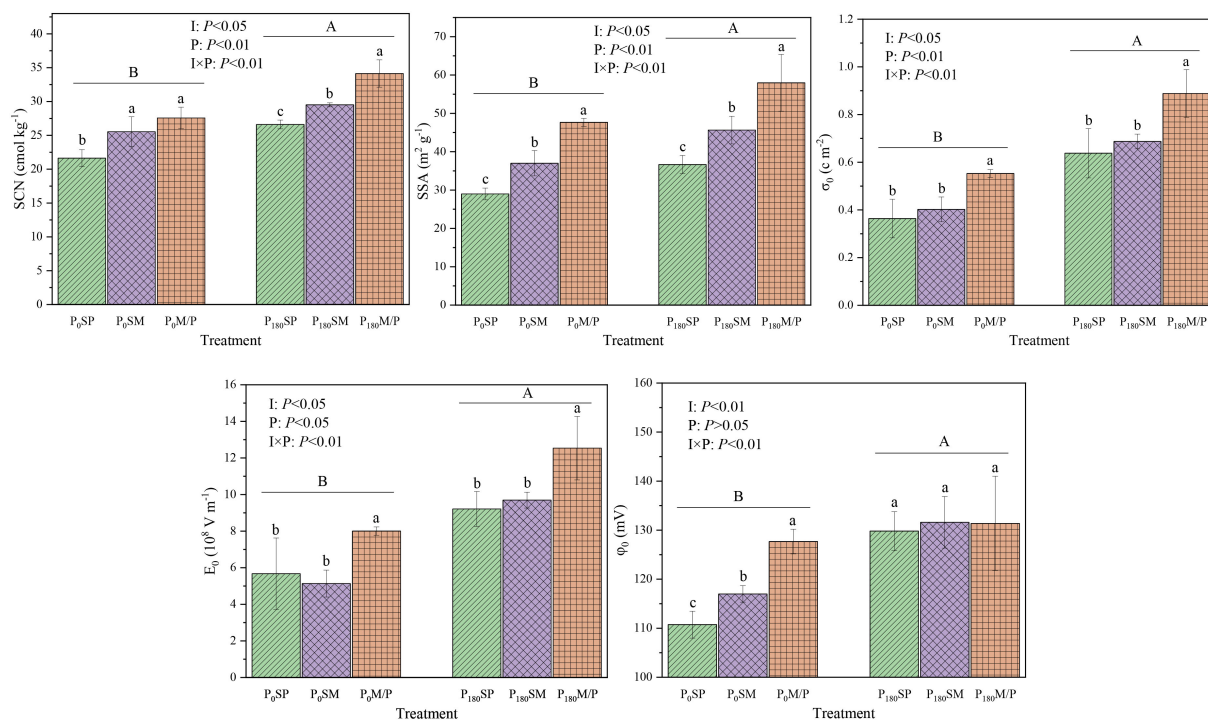 SCN (cmol kg⁻¹)
40
35
30
25
20
15
10
5
0
I: P<0.05
P: P<0.01
I×P: P<0.01
B
A
b
a
a
c
b
a
P₀SP P₀SM P₀M/P P₁₈₀SP P₁₈₀SM P₁₈₀M/P
Treatment
SSA (m² g⁻¹)
70
60
50
40
30
20
10
0
I: P<0.05
P: P<0.01
I×P: P<0.01
B
A
c
b
a
c
b
a
P₀SP P₀SM P₀M/P P₁₈₀SP P₁₈₀SM P₁₈₀M/P
Treatment
σ₀ (c m⁻²)
1.2
1.0
0.8
0.6
0.4
0.2
0.0
I: P<0.05
P: P<0.01
I×P: P<0.01
B
A
b
b
a
b
b
a
P₀SP P₀SM P₀M/P P₁₈₀SP P₁₈₀SM P₁₈₀M/P
Treatment
E₀ (10⁸ V m⁻¹)
16
14
12
10
8
6
4
2
0
I: P<0.05
P: P<0.05
I×P: P<0.01
B
A
b
b
a
b
b
a
P₀SP P₀SM P₀M/P P₁₈₀SP P₁₈₀SM P₁₈₀M/P
Treatment
φ₀ (mV)
160
150
140
130
120
110
100
I: P<0.01
P: P>0.05
I×P: P<0.01
B
A
c
b
a
a
a
a
P₀SP P₀SM P₀M/P P₁₈₀SP P₁₈₀SM P₁₈₀M/P
Treatment